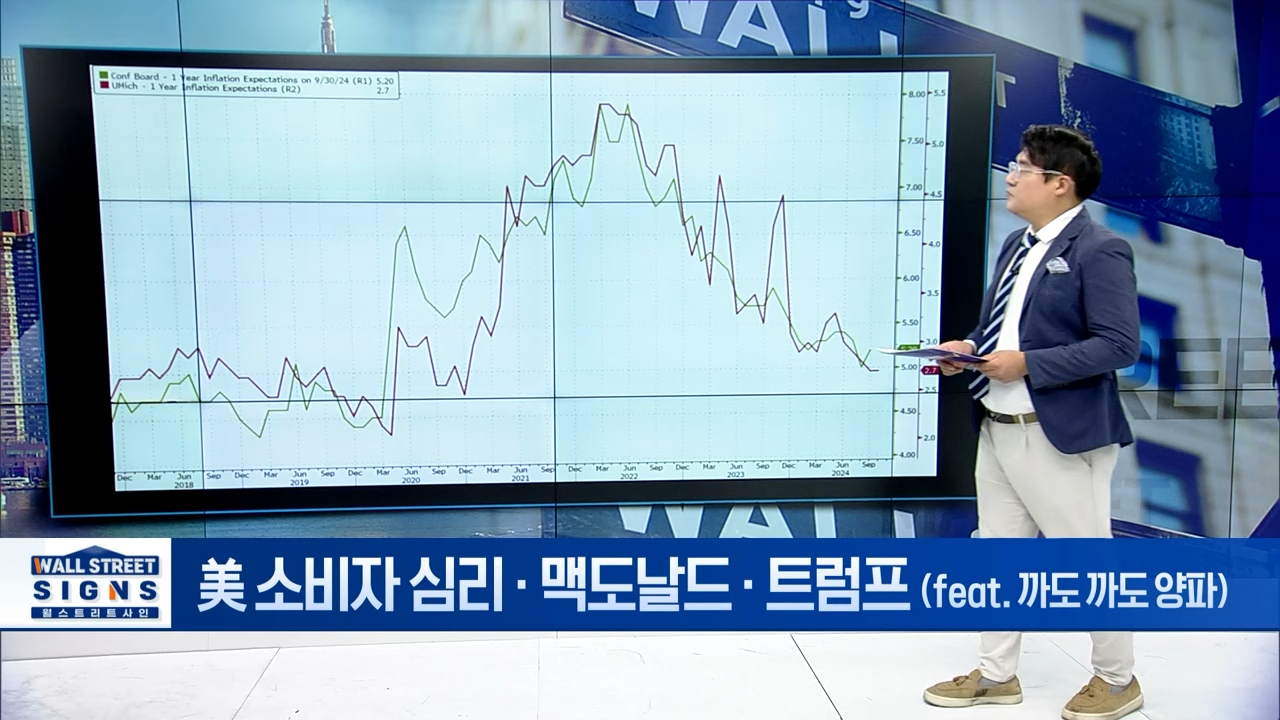 WALL
Conf Board - 1 Year Inflation Expectations on 9/30/24 (R1) 5.20
UMich - 1 Year Inflation Expectations (R2) 2.7
8.00
7.50
7.00
6.50
6.00
5.50
5.00
4.50
4.00
5.5
5.0
4.5
4.0
3.5
3.0
2.7
2.5
2.0
Dec Mar Jun Sep Dec Mar Jun Sep Dec Mar Jun Sep Dec Mar Jun Sep Dec Mar Jun Sep Dec Mar Jun Sep Dec Mar Jun Sep
2018 2019 2020 2021 2022 2023 2024
WALL
WALL STREET
SIGNS
월스트리트사인
美 소비자 심리 · 맥도날드 · 트럼프 (feat. 까도 까도 양파)